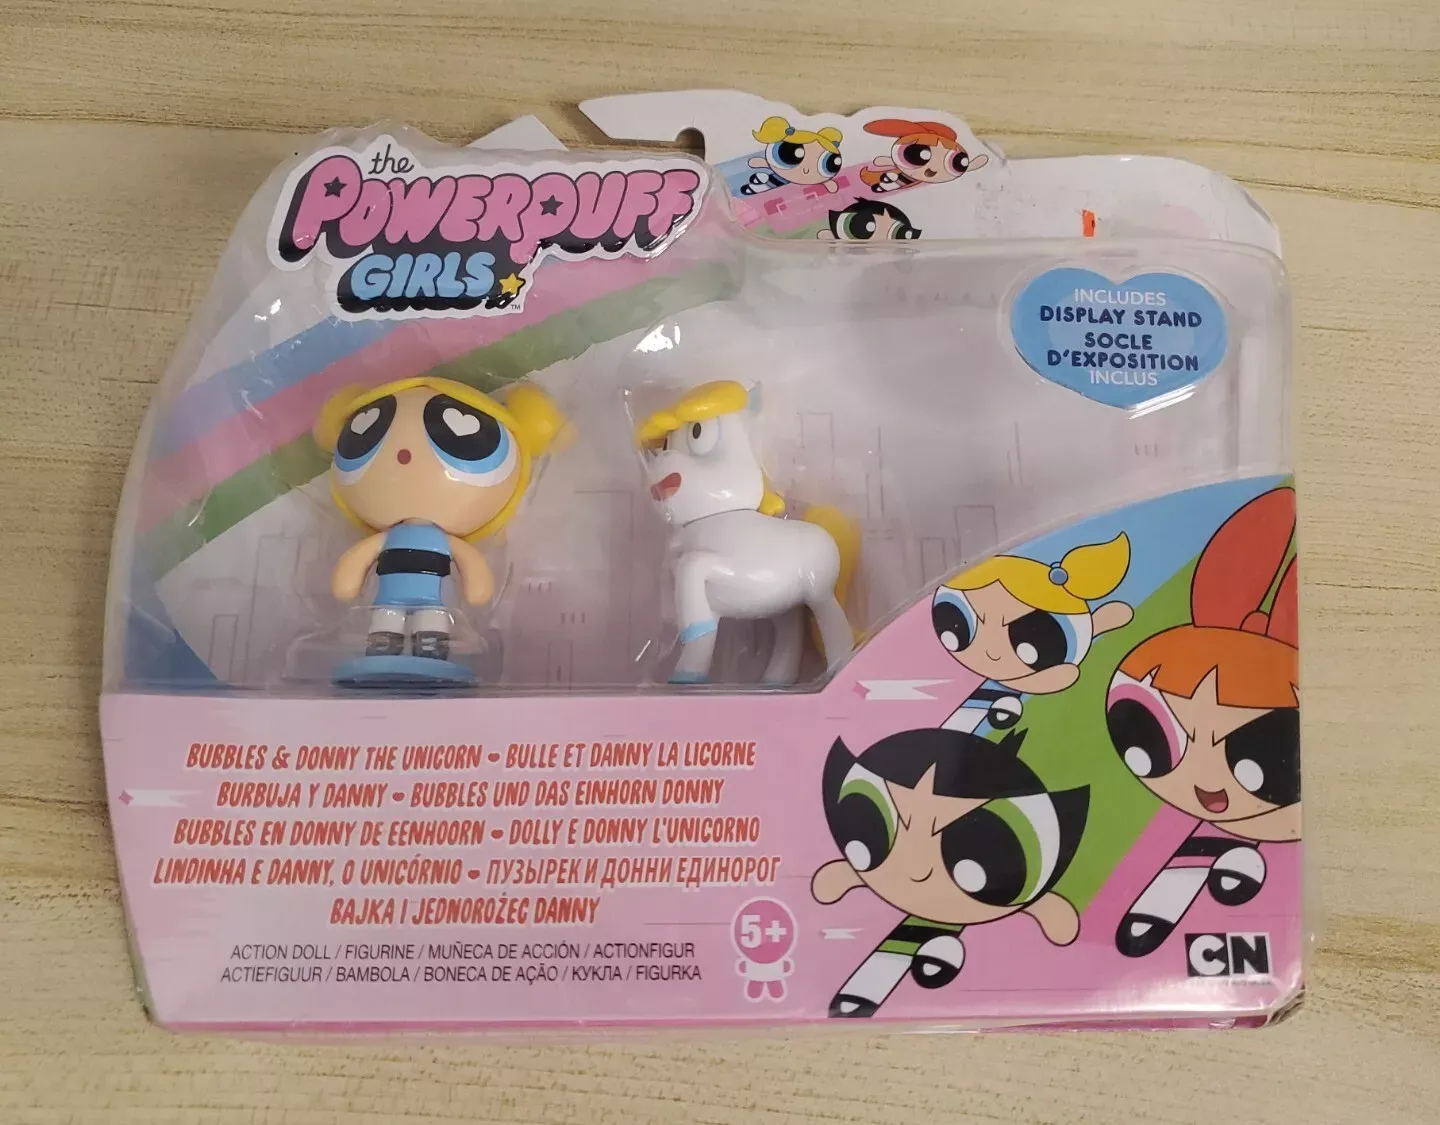 the
POWERPUFF
GIRLS
TM
INCLUDES
DISPLAY STAND
SOCLE
D'EXPOSITION
INCLUS
BUBBLES & DONNY THE UNICORN • BULLE ET DANNY LA LICORNE
BURBUJA Y DANNY • BUBBLES UND DAS EINHORN DONNY
BUBBLES EN DONNY DE EENHOORN • DOLLY E DONNY L'UNICORNO
LINDINHA E DANNY, O UNICÓRNIO • ПУЗЫРЕК И ДОННИ ЕДИНОРОГ
BAJKA I JEDNOROŻEC DANNY
ACTION DOLL / FIGURINE / MUÑECA DE ACCIÓN / ACTIONFIGUR
ACTIEFIGUUR / BAMBOLA / BONECA DE AÇÃO / КУКЛА / FIGURKA
5+
CN